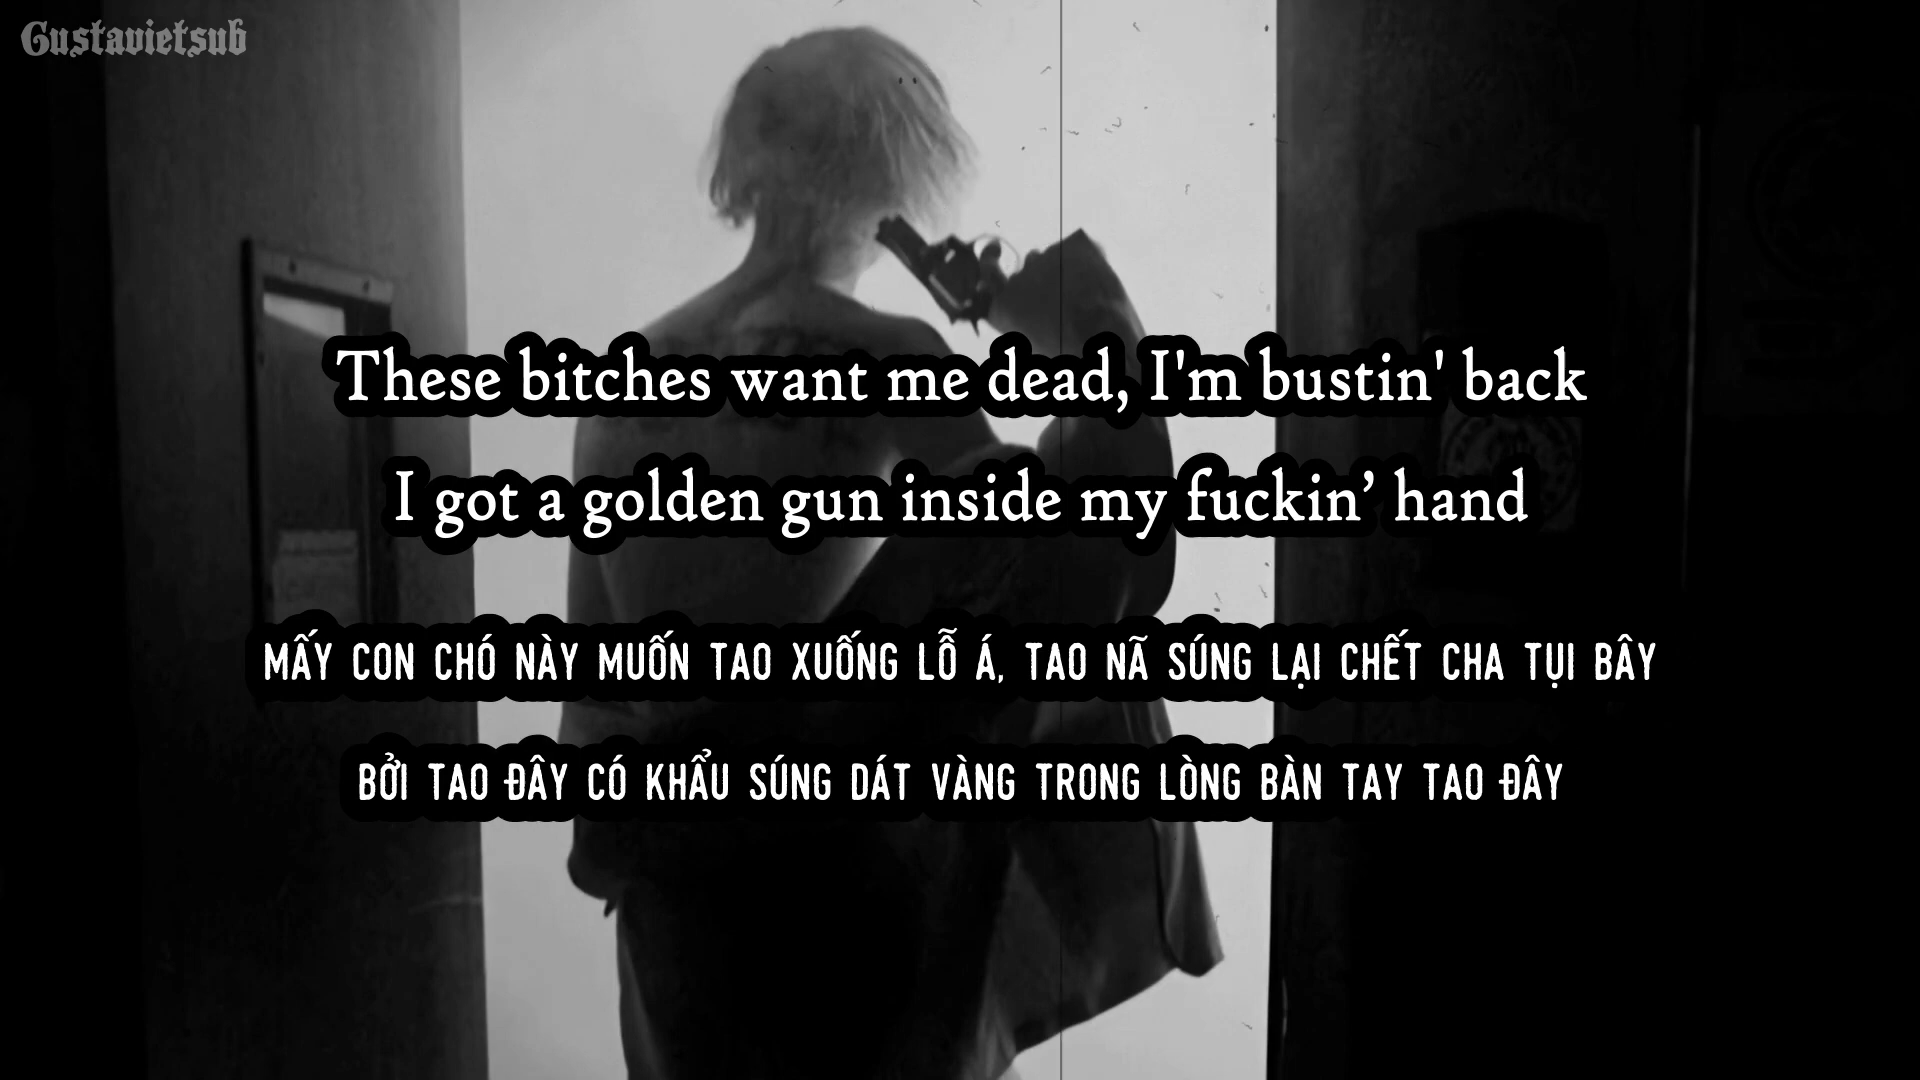 Gustavietsub
These bitches want me dead, I'm bustin' back
I got a golden gun inside my fuckin’ hand
MẤY CON CHÓ NÀY MUỐN TAO XUỐNG LỖ Á, TAO NÃ SÚNG LẠI CHẾT CHA TỤI BÂY
BỞI TAO ĐÂY CÓ KHẨU SÚNG DÁT VÀNG TRONG LÒNG BÀN TAY TAO ĐÂY